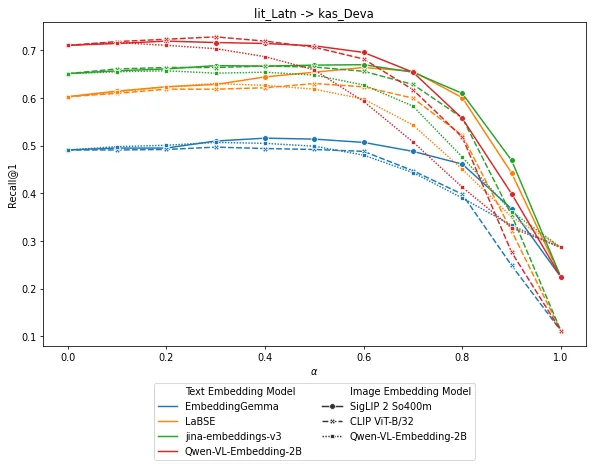 lit_Latn -> kas_Deva
Recall@1
0.7
0.6
0.5
0.4
0.3
0.2
0.1
0.0 0.2 0.4 0.6 0.8 1.0
α
Text Embedding Model
EmbeddingGemma
LaBSE
jina-embeddings-v3
Qwen-VL-Embedding-2B
Image Embedding Model
SigLIP 2 So400m
CLIP ViT-B/32
Qwen-VL-Embedding-2B